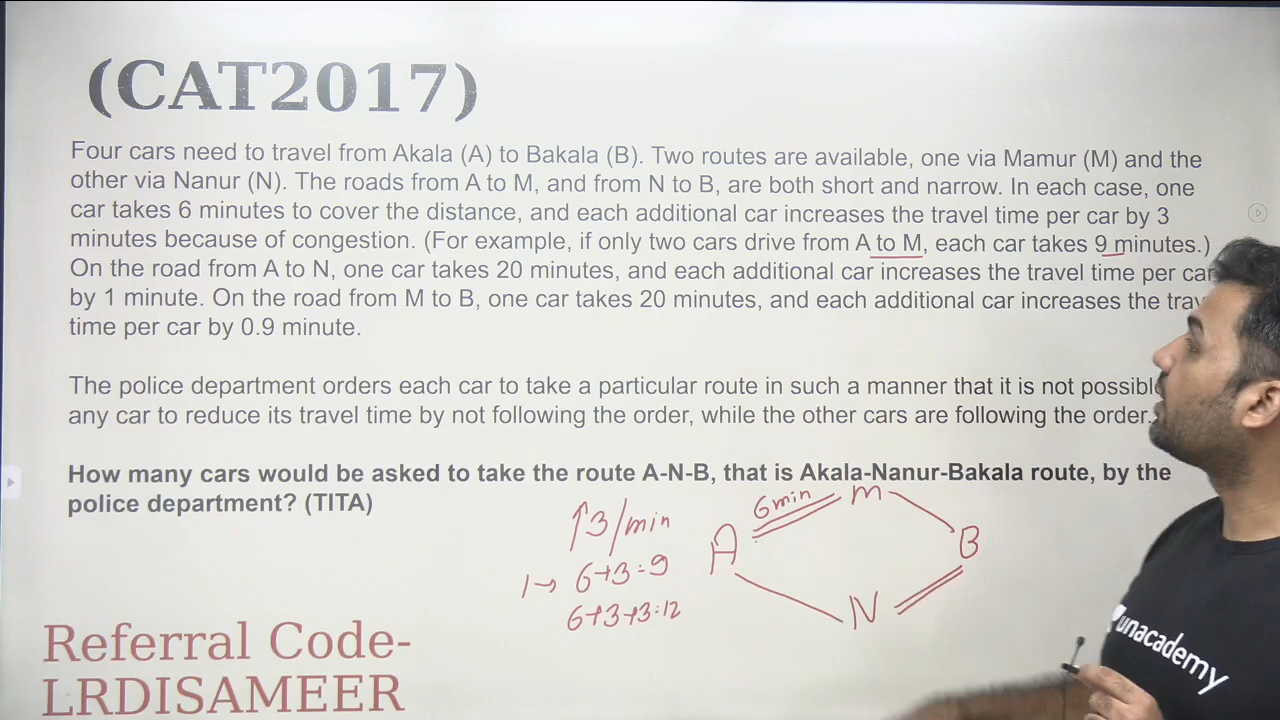 (CAT2017)
Four cars need to travel from Akala (A) to Bakala (B). Two routes are available, one via Mamur (M) and the
other via Nanur (N). The roads from A to M, and from N to B, are both short and narrow. In each case, one
car takes 6 minutes to cover the distance, and each additional car increases the travel time per car by 3
minutes because of congestion. (For example, if only two cars drive from A to M, each car takes 9 minutes.)
On the road from A to N, one car takes 20 minutes, and each additional car increases the travel time per car
by 1 minute. On the road from M to B, one car takes 20 minutes, and each additional car increases the
time per car by 0.9 minute.
The police department orders each car to take a particular route in such a manner that it is not
any car to reduce its travel time by not following the order, while the other cars are following the order.
How many cars would be asked to take the route A-N-B, that is Akala-Nanur-Bakala route, by the
police department? (TITA)
↑3/min
1→ 6+3=9
6+3+3=12
6min
M
A
B
N
unacademy
Referral Code-
LRDISAMEER